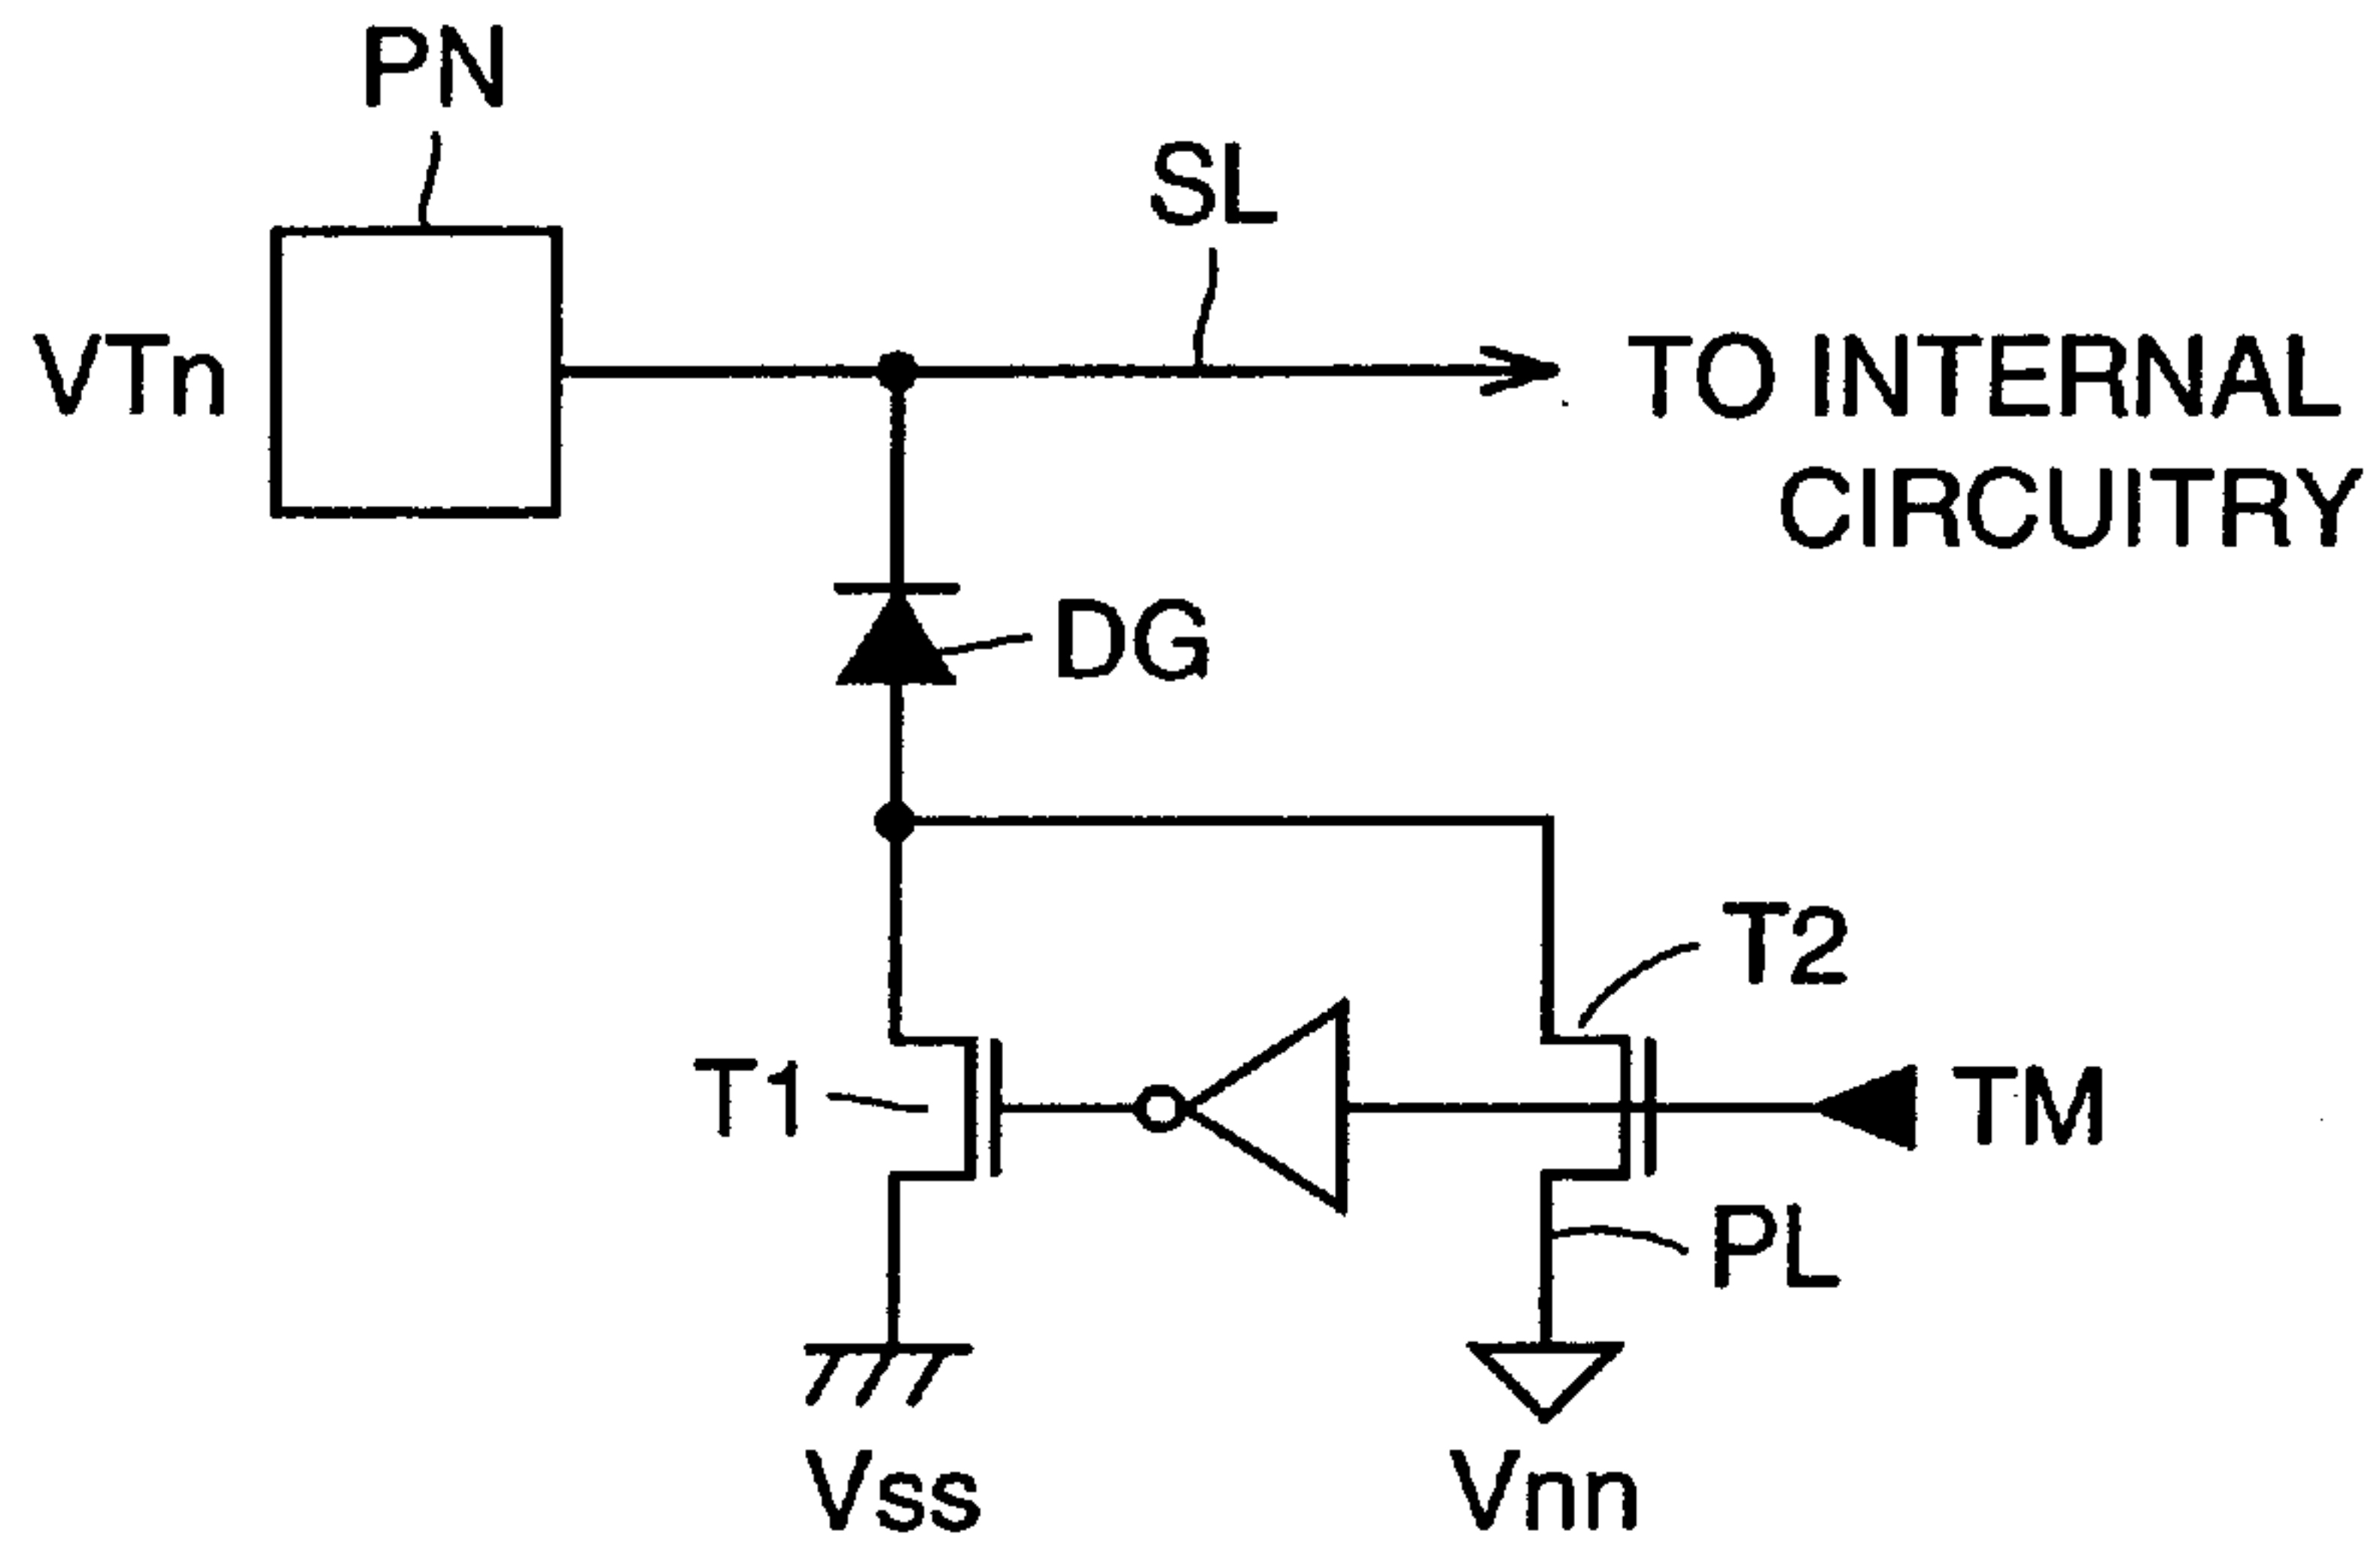 PN
SL
VTn
TO INTERNAL
CIRCUITRY
DG
T2
T1
TM
PL
Vss
Vnn